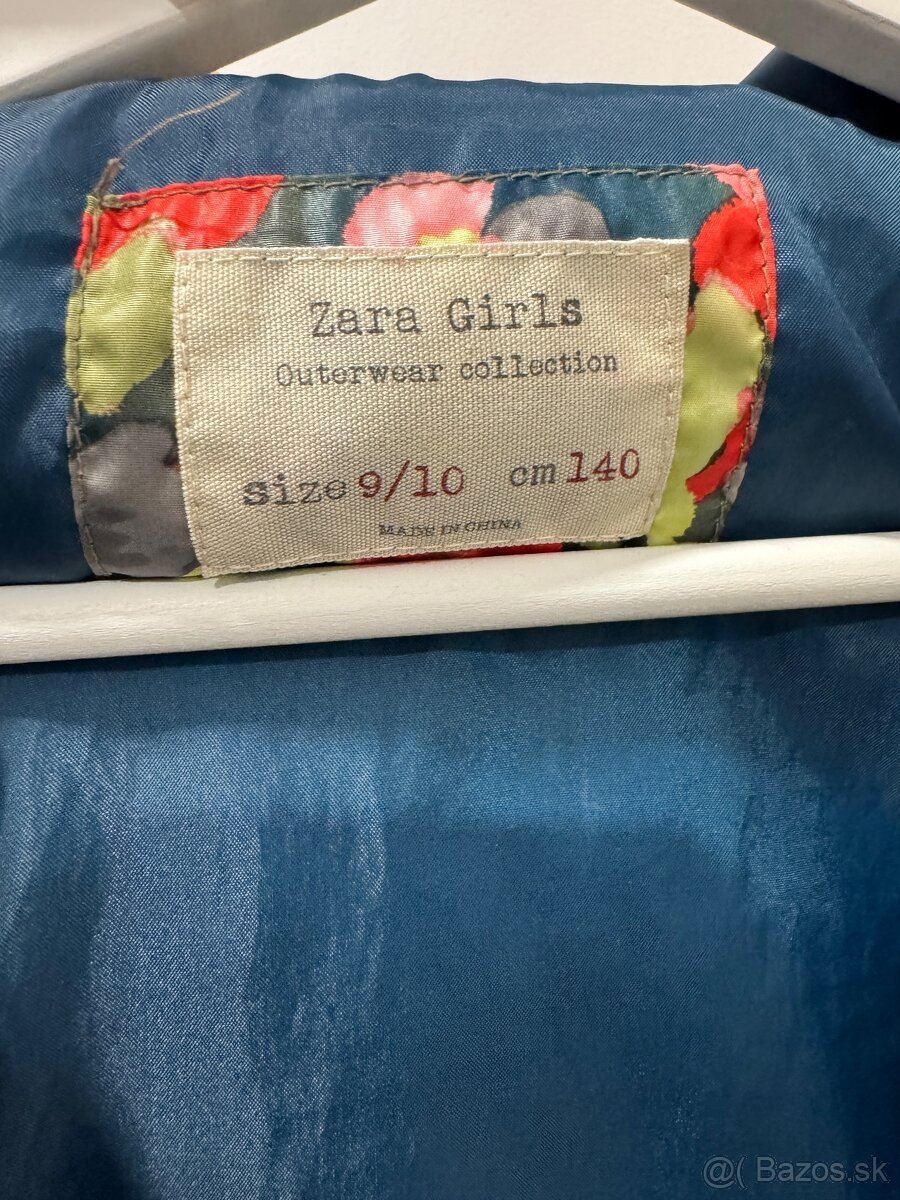 Zara Girls
Outerwear collection
Size 9/10 cm 140
MADE IN CHINA
@( Bazos.sk